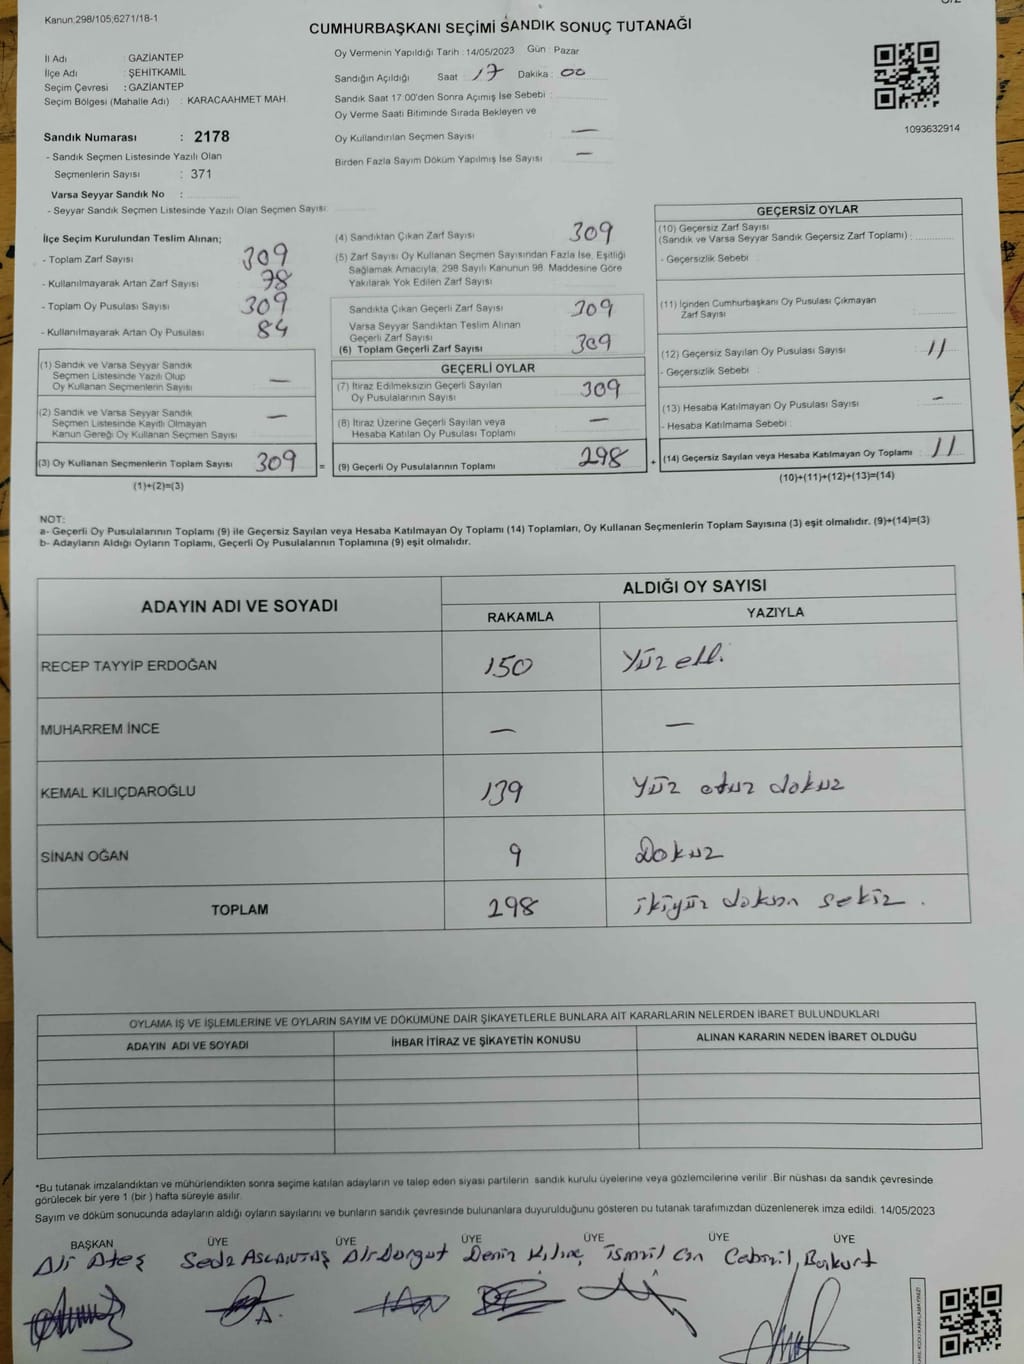 Kanun:298/105;6271/18-1
CUMHURBAŞKANI SEÇİMİ SANDIK SONUÇ TUTANAĞI
İl Adı : GAZİANTEP
İlçe Adı : ŞEHİTKAMİL
Seçim Çevresi : GAZİANTEP
Seçim Bölgesi (Mahalle Adı) : KARACAAHMET MAH.
Sandık Numarası : 2178
- Sandık Seçmen Listesinde Yazılı Olan
Seçmenlerin Sayısı : 371
Varsa Seyyar Sandık No :
- Seyyar Sandık Seçmen Listesinde Yazılı Olan Seçmen Sayısı:
Oy Vermenin Yapıldığı Tarih : 14/05/2023 Gün : Pazar
Sandığın Açıldığı Saat : 17 Dakika : 00
Sandık Saat 17:00'den Sonra Açımış İse Sebebi :
Oy Verme Saati Bitiminde Sırada Bekleyen ve
Oy Kullandırılan Seçmen Sayısı —
Birden Fazla Sayım Döküm Yapılmış İse Sayısı —
1093632914
İlçe Seçim Kurulundan Teslim Alınan;
- Toplam Zarf Sayısı 309
- Kullanılmayarak Artan Zarf Sayısı 78
- Toplam Oy Pusulası Sayısı 309
- Kullanılmayarak Artan Oy Pusulası 84
(1) Sandık ve Varsa Seyyar Sandık
Seçmen Listesinde Yazılı Olup
Oy Kullanan Seçmenlerin Sayısı —
(2) Sandık ve Varsa Seyyar Sandık
Seçmen Listesinde Kayıtlı Olmayan
Kanun Gereği Oy Kullanan Seçmen Sayısı —
(3) Oy Kullanan Seçmenlerin Toplam Sayısı 309 =
(1)+(2)=(3)
(4) Sandıktan Çıkan Zarf Sayısı 309
(5) Zarf Sayısı Oy Kullanan Seçmen Sayısından Fazla İse, Eşitliği
Sağlamak Amacıyla, 298 Sayılı Kanunun 98. Maddesine Göre
Yakılarak Yok Edilen Zarf Sayısı
Sandıkta Çıkan Geçerli Zarf Sayısı 309
Varsa Seyyar Sandıktan Teslim Alınan
Geçerli Zarf Sayısı
(6) Toplam Geçerli Zarf Sayısı 309
GEÇERLİ OYLAR
(7) İtiraz Edilmeksizin Geçerli Sayılan
Oy Pusulalarının Sayısı 309
(8) İtiraz Üzerine Geçerli Sayılan veya
Hesaba Katılan Oy Pusulası Toplamı —
(9) Geçerli Oy Pusulalarının Toplamı 298 +
GEÇERSİZ OYLAR
(10) Geçersiz Zarf Sayısı
(Sandık ve Varsa Seyyar Sandık Geçersiz Zarf Toplamı) :
- Geçersizlik Sebebi :
(11) İçinden Cumhurbaşkanı Oy Pusulası Çıkmayan
Zarf Sayısı :
(12) Geçersiz Sayılan Oy Pusulası Sayısı : 11
- Geçersizlik Sebebi :
(13) Hesaba Katılmayan Oy Pusulası Sayısı : —
- Hesaba Katılmama Sebebi :
(14) Geçersiz Sayılan veya Hesaba Katılmayan Oy Toplamı : 11
(10)+(11)+(12)+(13)=(14)
NOT:
a- Geçerli Oy Pusulalarının Toplamı (9) ile Geçersiz Sayılan veya Hesaba Katılmayan Oy Toplamı (14) Toplamları, Oy Kullanan Seçmenlerin Toplam Sayısına (3) eşit olmalıdır. (9)+(14)=(3)
b- Adayların Aldığı Oyların Toplamı, Geçerli Oy Pusulalarının Toplamına (9) eşit olmalıdır.
ADAYIN ADI VE SOYADI ALDIĞI OY SAYISI
RAKAMLA YAZIYLA
RECEP TAYYİP ERDOĞAN 150 Yüz elli
MUHARREM İNCE — —
KEMAL KILIÇDAROĞLU 139 Yüz otuz dokuz
SİNAN OĞAN 9 Dokuz
TOPLAM 298 ikiyüz doksan sekiz .
OYLAMA İŞ VE İŞLEMLERİNE VE OYLARIN SAYIM VE DÖKÜMÜNE DAİR ŞİKAYETLERLE BUNLARA AİT KARARLARIN NELERDEN İBARET BULUNDUKLARI
ADAYIN ADI VE SOYADI İHBAR İTİRAZ VE ŞİKAYETİN KONUSU ALINAN KARARIN NEDEN İBARET OLDUĞU
*Bu tutanak imzalandıktan ve mühürlendikten sonra seçime katılan adayların ve talep eden siyasi partilerin sandık kurulu üyelerine veya gözlemcilerine verilir. Bir nüshası da sandık çevresinde
görülecek bir yere 1 (bir ) hafta süreyle asılır.
Sayım ve döküm sonucunda adayların aldığı oyların sayılarını ve bunların sandık çevresinde bulunanlara duyurulduğunu gösteren bu tutanak tarafımızdan düzenlenerek imza edildi. 14/05/2023
BAŞKAN ÜYE ÜYE ÜYE ÜYE ÜYE ÜYE
Ali Ateş Seda Ali Durgut Deniz Kılınç İsmail Can Bozkurt